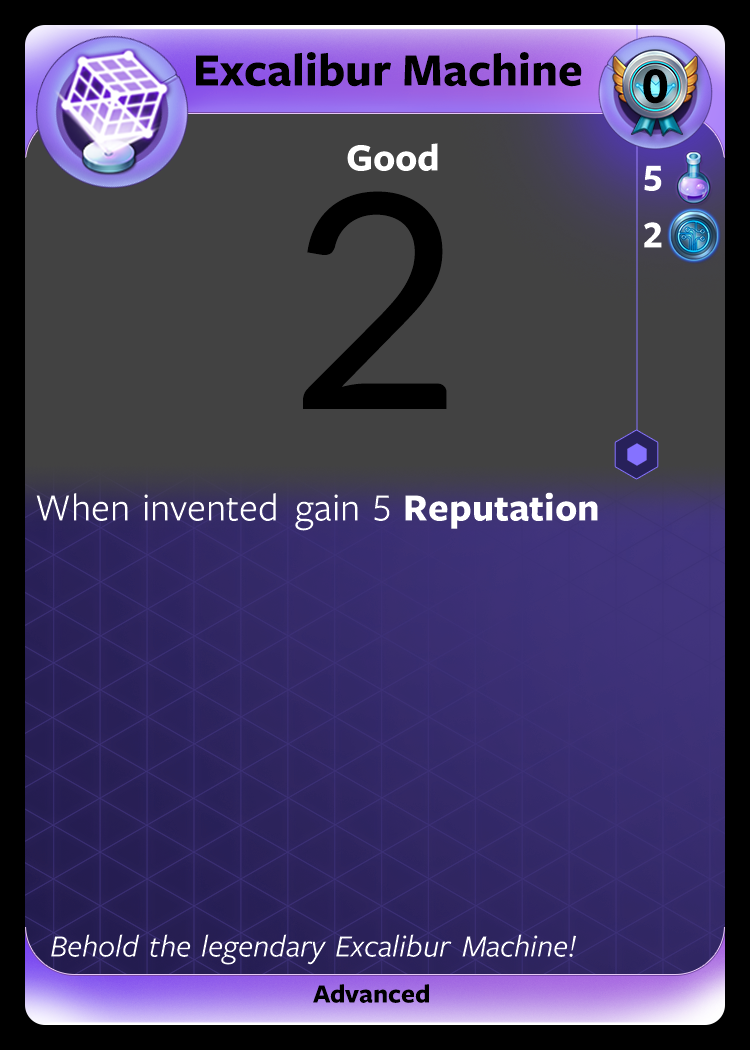 Excalibur Machine
0
Good
5
2
2
When invented gain 5 Reputation
Behold the legendary Excalibur Machine!
Advanced